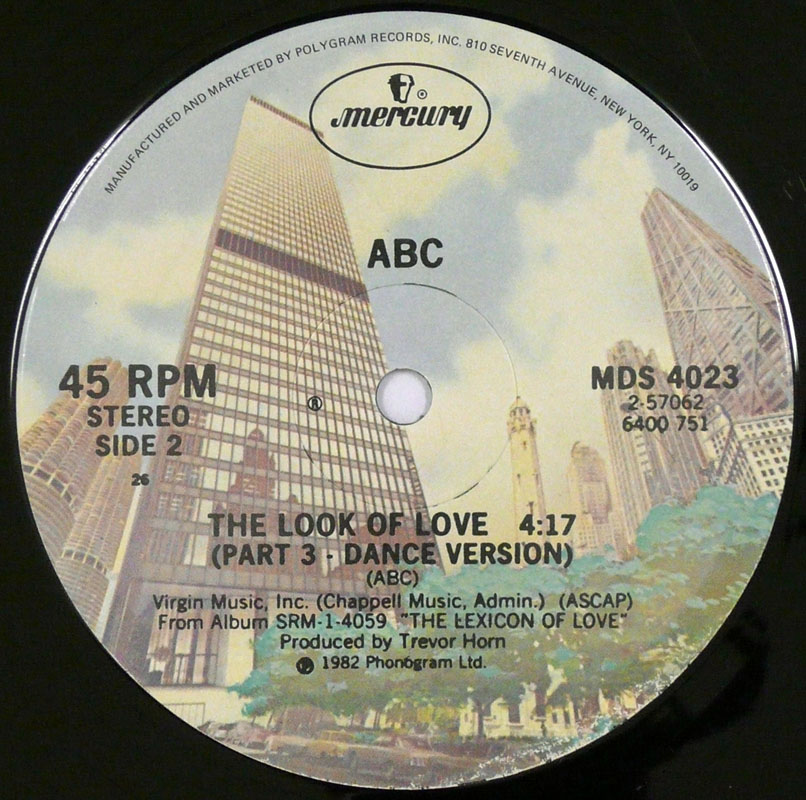 MANUFACTURED AND MARKETED BY POLYGRAM RECORDS, INC. 810 SEVENTH AVENUE, NEW YORK, NY 10019
mercury ®
ABC
45 RPM
STEREO
SIDE 2
26
®
MDS 4023
2-57062
6400 751
THE LOOK OF LOVE 4:17
(PART 3 - DANCE VERSION)
(ABC)
Virgin Music, Inc. (Chappell Music, Admin.) (ASCAP)
From Album SRM-1-4059 "THE LEXICON OF LOVE"
Produced by Trevor Horn
℗ 1982 Phonogram Ltd.